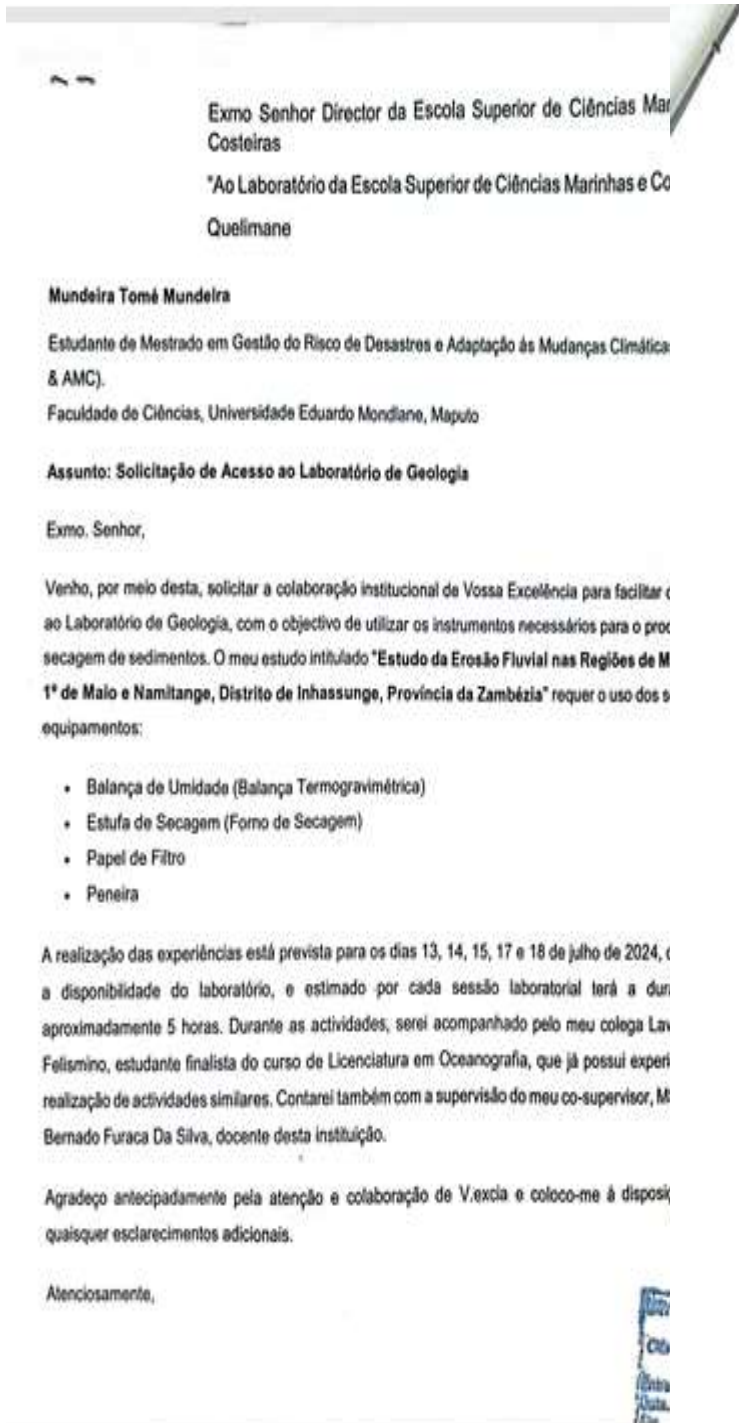 Exmo Senhor Director da Escola Superior de Ciências Mar
Costeiras
"Ao Laboratório da Escola Superior de Ciências Marinhas e Co
Quelimane
Mundeira Tomé Mundeira
Estudante de Mestrado em Gestão do Risco de Desastres e Adaptação ás Mudanças Climática
& AMC).
Faculdade de Ciências, Universidade Eduardo Mondlane, Maputo
Assunto: Solicitação de Acesso ao Laboratório de Geologia
Exmo. Senhor,
Venho, por meio desta, solicitar a colaboração institucional de Vossa Excelência para facilitar
ao Laboratório de Geologia, com o objectivo de utilizar os instrumentos necessários para o proc
secagem de sedimentos. O meu estudo intitulado "Estudo da Erosão Fluvial nas Regiões de M
1º de Maio e Namitange, Distrito de Inhassunge, Província da Zambézia" requer o uso dos s
equipamentos:
• Balança de Umidade (Balança Termogravimétrica)
• Estufa de Secagem (Forno de Secagem)
• Papel de Filtro
• Peneira
A realização das experiências está prevista para os dias 13, 14, 15, 17 e 18 de julho de 2024,
a disponibilidade do laboratório, e estimado por cada sessão laboratorial terá a dur
aproximadamente 5 horas. Durante as actividades, serei acompanhado pelo meu colega Lav
Felismino, estudante finalista do curso de Licenciatura em Oceanografia, que já possui experi
realização de actividades similares. Contarei também com a supervisão do meu co-supervisor, M
Bernado Furaca Da Silva, docente desta instituição.
Agradeço antecipadamente pela atenção e colaboração de V.excia e coloco-me à disposiç
quaisquer esclarecimentos adicionais.
Atenciosamente,